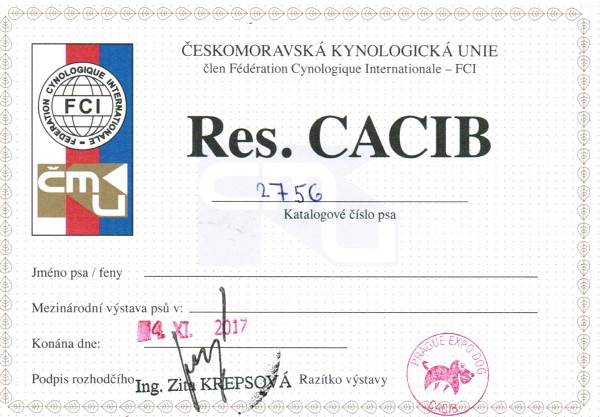 ČESKOMORAVSKÁ KYNOLOGICKÁ UNIE
člen Fédération Cynologique Internationale – FCI
FEDERATION CYNOLOGIQUE INTERNATIONALE
FCI
čmku
Res. CACIB
2756
Katalogové číslo psa
Jméno psa / feny
Mezinárodní výstava psů v:
Konána dne: 4. XI. 2017
Podpis rozhodčího Ing. Zita KREPSOVÁ Razítko výstavy
PRAGUE EXPO DOG
CACIB